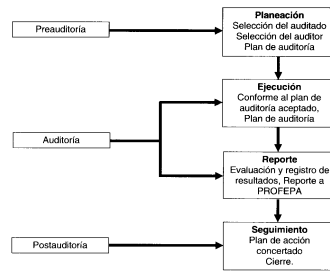 Preauditoría
Planeación
Selección del auditado
Selección del auditor
Plan de auditoría
Auditoría
Ejecución
Conforme al plan de
auditoría aceptado,
Plan de auditoría
Reporte
Evaluación y registro de
resultados, Reporte a
PROFEPA
Postauditoría
Seguimiento
Plan de acción
concertado
Cierre.